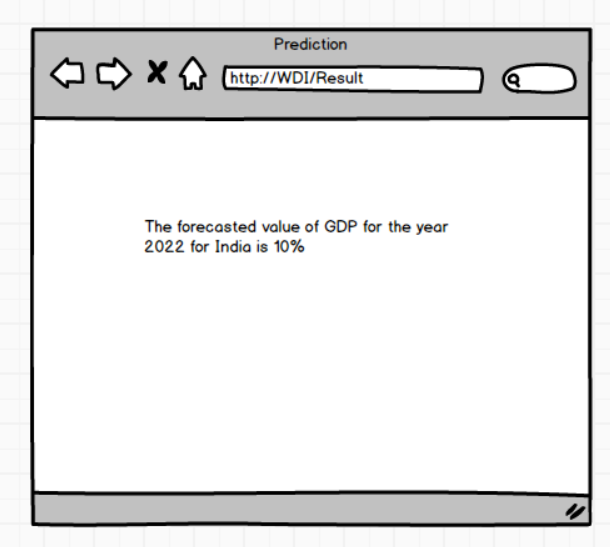 Prediction
http://WDI/Result
The forecasted value of GDP for the year
2022 for India is 10%